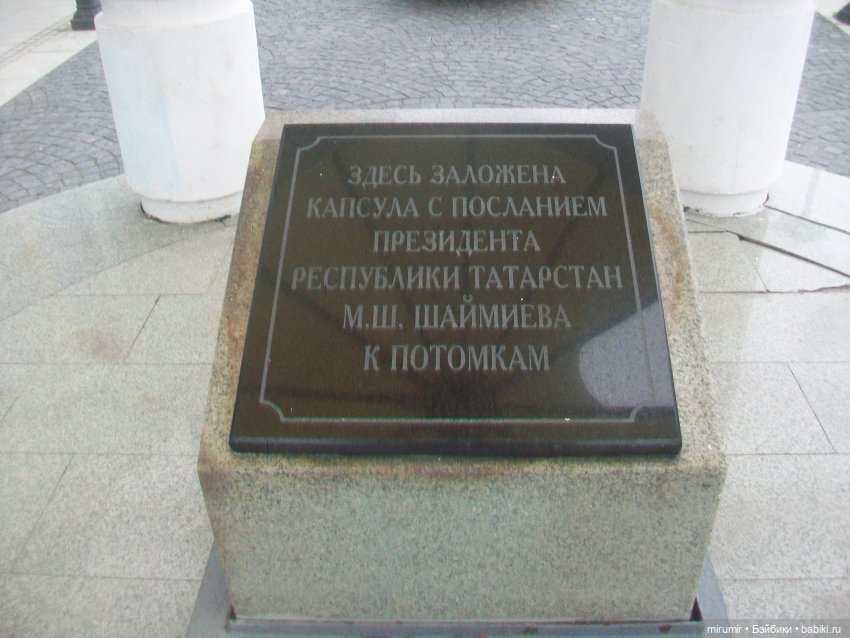 ЗДЕСЬ ЗАЛОЖЕНА
КАПСУЛА С ПОСЛАНИЕМ
ПРЕЗИДЕНТА
РЕСПУБЛИКИ ТАТАРСТАН
М.Ш. ШАЙМИЕВА
К ПОТОМКАМ
mirumir • Бэйбики • babiki.ru